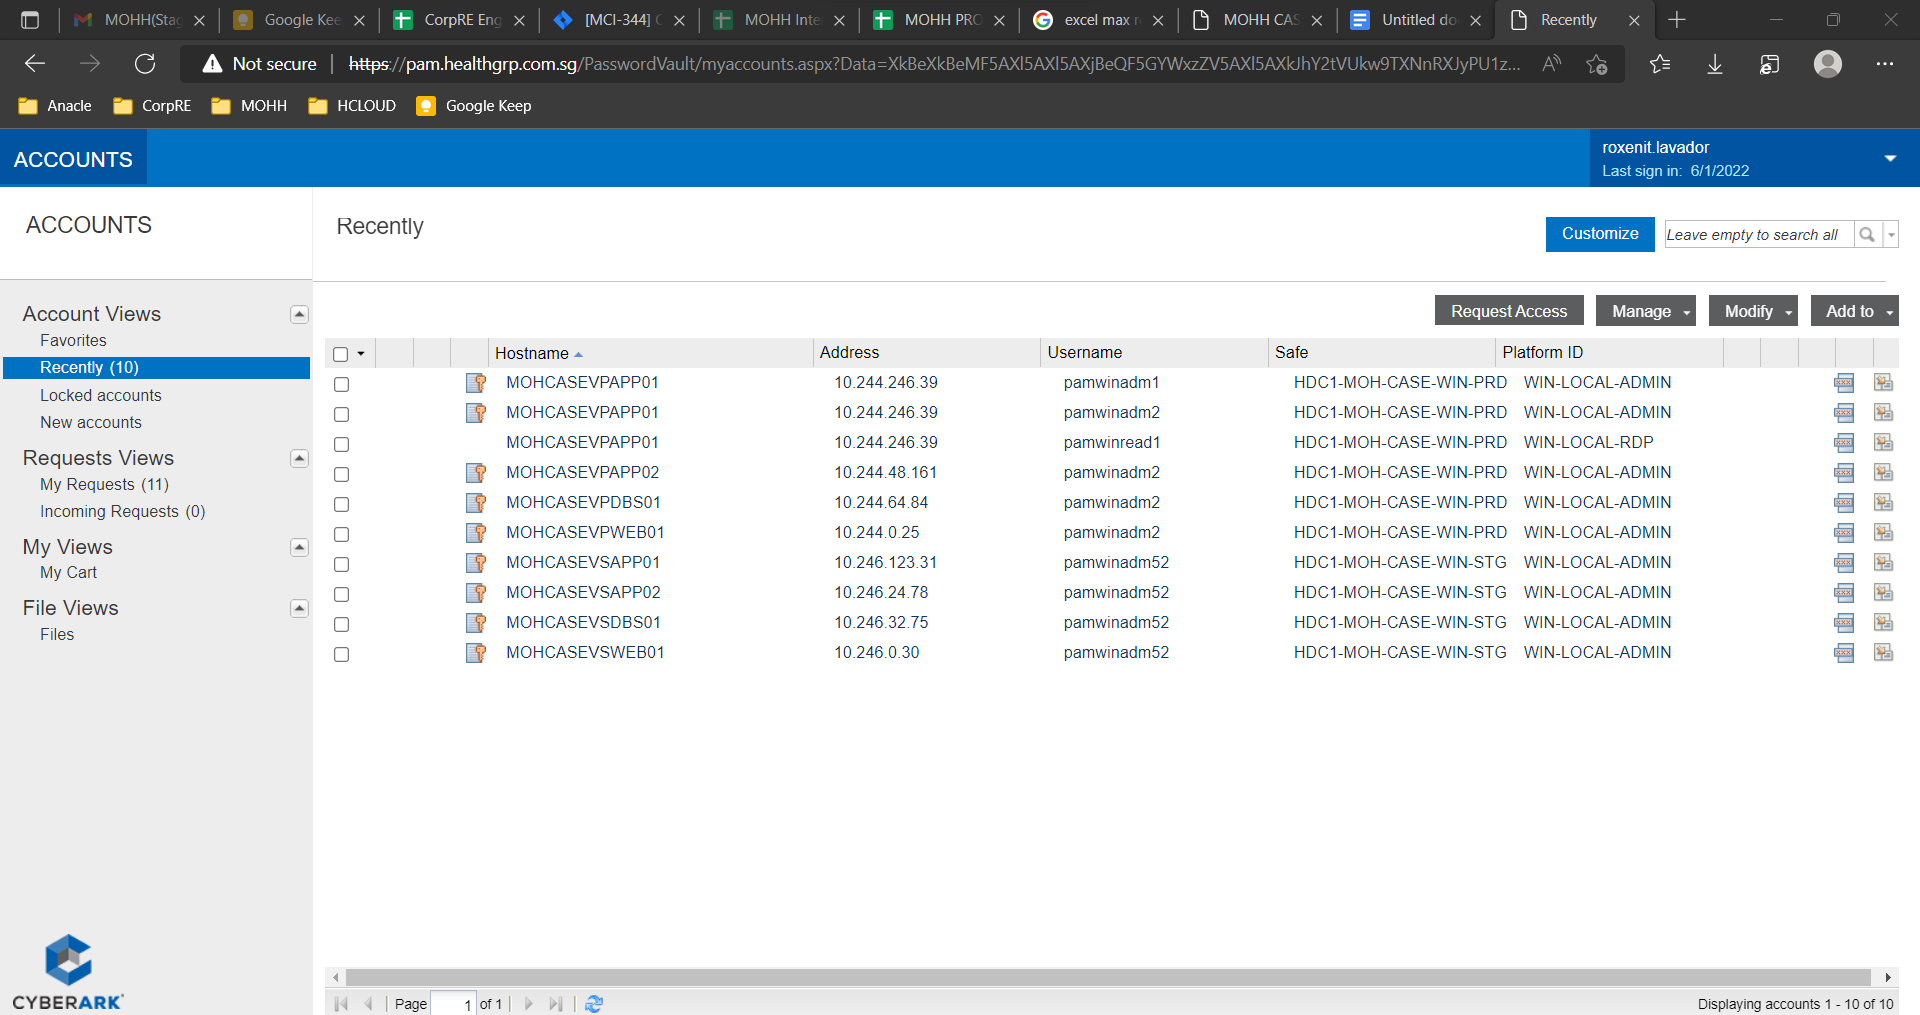 MOHH(Stag
Google Kee
CorpRE Eng
[MCI-344]
MOHH Inte
MOHH PRO
excel max r
MOHH CAS
Untitled do
Recently
Not secure
https://pam.healthgrp.com.sg/PasswordVault/myaccounts.aspx?Data=XkBeXkBeMF5AXl5AXl5AXjBeQF5GYWxzZV5AXl5AXkJhY2tVUkw9TXNnRXJyPU1z...
Anacle
CorpRE
MOHH
HCLOUD
Google Keep
ACCOUNTS
roxenit.lavador
Last sign in: 6/1/2022
ACCOUNTS
Recently
Customize
Leave empty to search all
Account Views
Favorites
Recently (10)
Locked accounts
New accounts
Requests Views
My Requests (11)
Incoming Requests (0)
My Views
My Cart
File Views
Files
Request Access
Manage
Modify
Add to
Hostname Address Username Safe Platform ID
MOHCASEVPAPP01 10.244.246.39 pamwinadm1 HDC1-MOH-CASE-WIN-PRD WIN-LOCAL-ADMIN
MOHCASEVPAPP01 10.244.246.39 pamwinadm2 HDC1-MOH-CASE-WIN-PRD WIN-LOCAL-ADMIN
MOHCASEVPAPP01 10.244.246.39 pamwinread1 HDC1-MOH-CASE-WIN-PRD WIN-LOCAL-RDP
MOHCASEVPAPP02 10.244.48.161 pamwinadm2 HDC1-MOH-CASE-WIN-PRD WIN-LOCAL-ADMIN
MOHCASEVPDBS01 10.244.64.84 pamwinadm2 HDC1-MOH-CASE-WIN-PRD WIN-LOCAL-ADMIN
MOHCASEVPWEB01 10.244.0.25 pamwinadm2 HDC1-MOH-CASE-WIN-PRD WIN-LOCAL-ADMIN
MOHCASEVSAPP01 10.246.123.31 pamwinadm52 HDC1-MOH-CASE-WIN-STG WIN-LOCAL-ADMIN
MOHCASEVSAPP02 10.246.24.78 pamwinadm52 HDC1-MOH-CASE-WIN-STG WIN-LOCAL-ADMIN
MOHCASEVSDBS01 10.246.32.75 pamwinadm52 HDC1-MOH-CASE-WIN-STG WIN-LOCAL-ADMIN
MOHCASEVSWEB01 10.246.0.30 pamwinadm52 HDC1-MOH-CASE-WIN-STG WIN-LOCAL-ADMIN
CYBERARK
Page 1 of 1
Displaying accounts 1 - 10 of 10